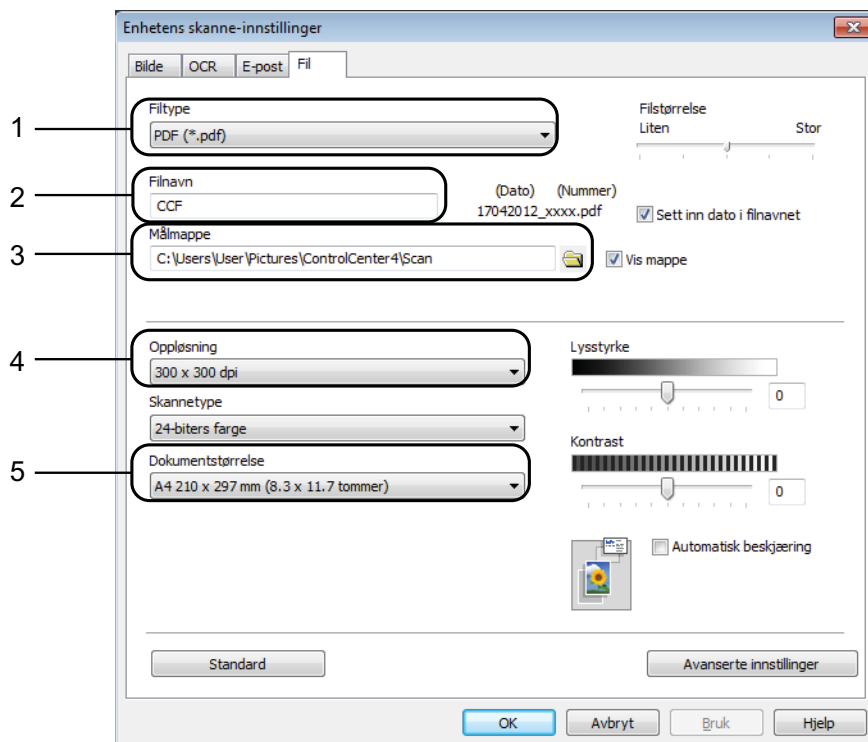 Enhetens skanne-innstillinger
Bilde OCR E-post Fil
1
Filtype
PDF (*.pdf)
Filstørrelse
Liten Stor
2
Filnavn
CCF
(Dato) (Nummer)
17042012_xxxx.pdf
Sett inn dato i filnavnet
3
Målmappe
C:\Users\User\Pictures\ControlCenter4\Scan
Vis mappe
4
Oppløsning
300 x 300 dpi
Skannetype
24-biters farge
5
Dokumentstørrelse
A4 210 x 297 mm (8.3 x 11.7 tommer)
Lysstyrke
0
Kontrast
0
Automatisk beskjæring
Standard
Avanserte innstillinger
OK Avbryt Bruk Hjelp